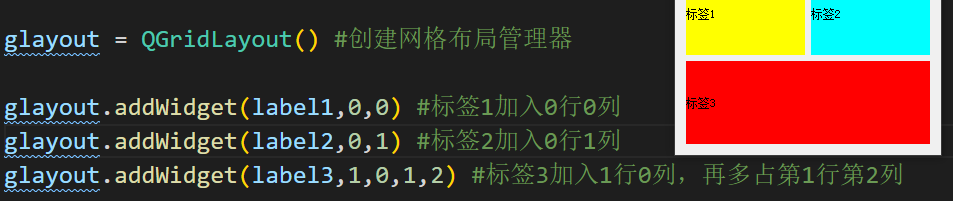 标签1 标签2
glayout = QGridLayout() #创建网格布局管理器
标签3
glayout.addWidget(label1,0,0) #标签1加入0行0列
glayout.addWidget(label2,0,1) #标签2加入0行1列
glayout.addWidget(label3,1,0,1,2) #标签3加入1行0列，再多占第1行第2列